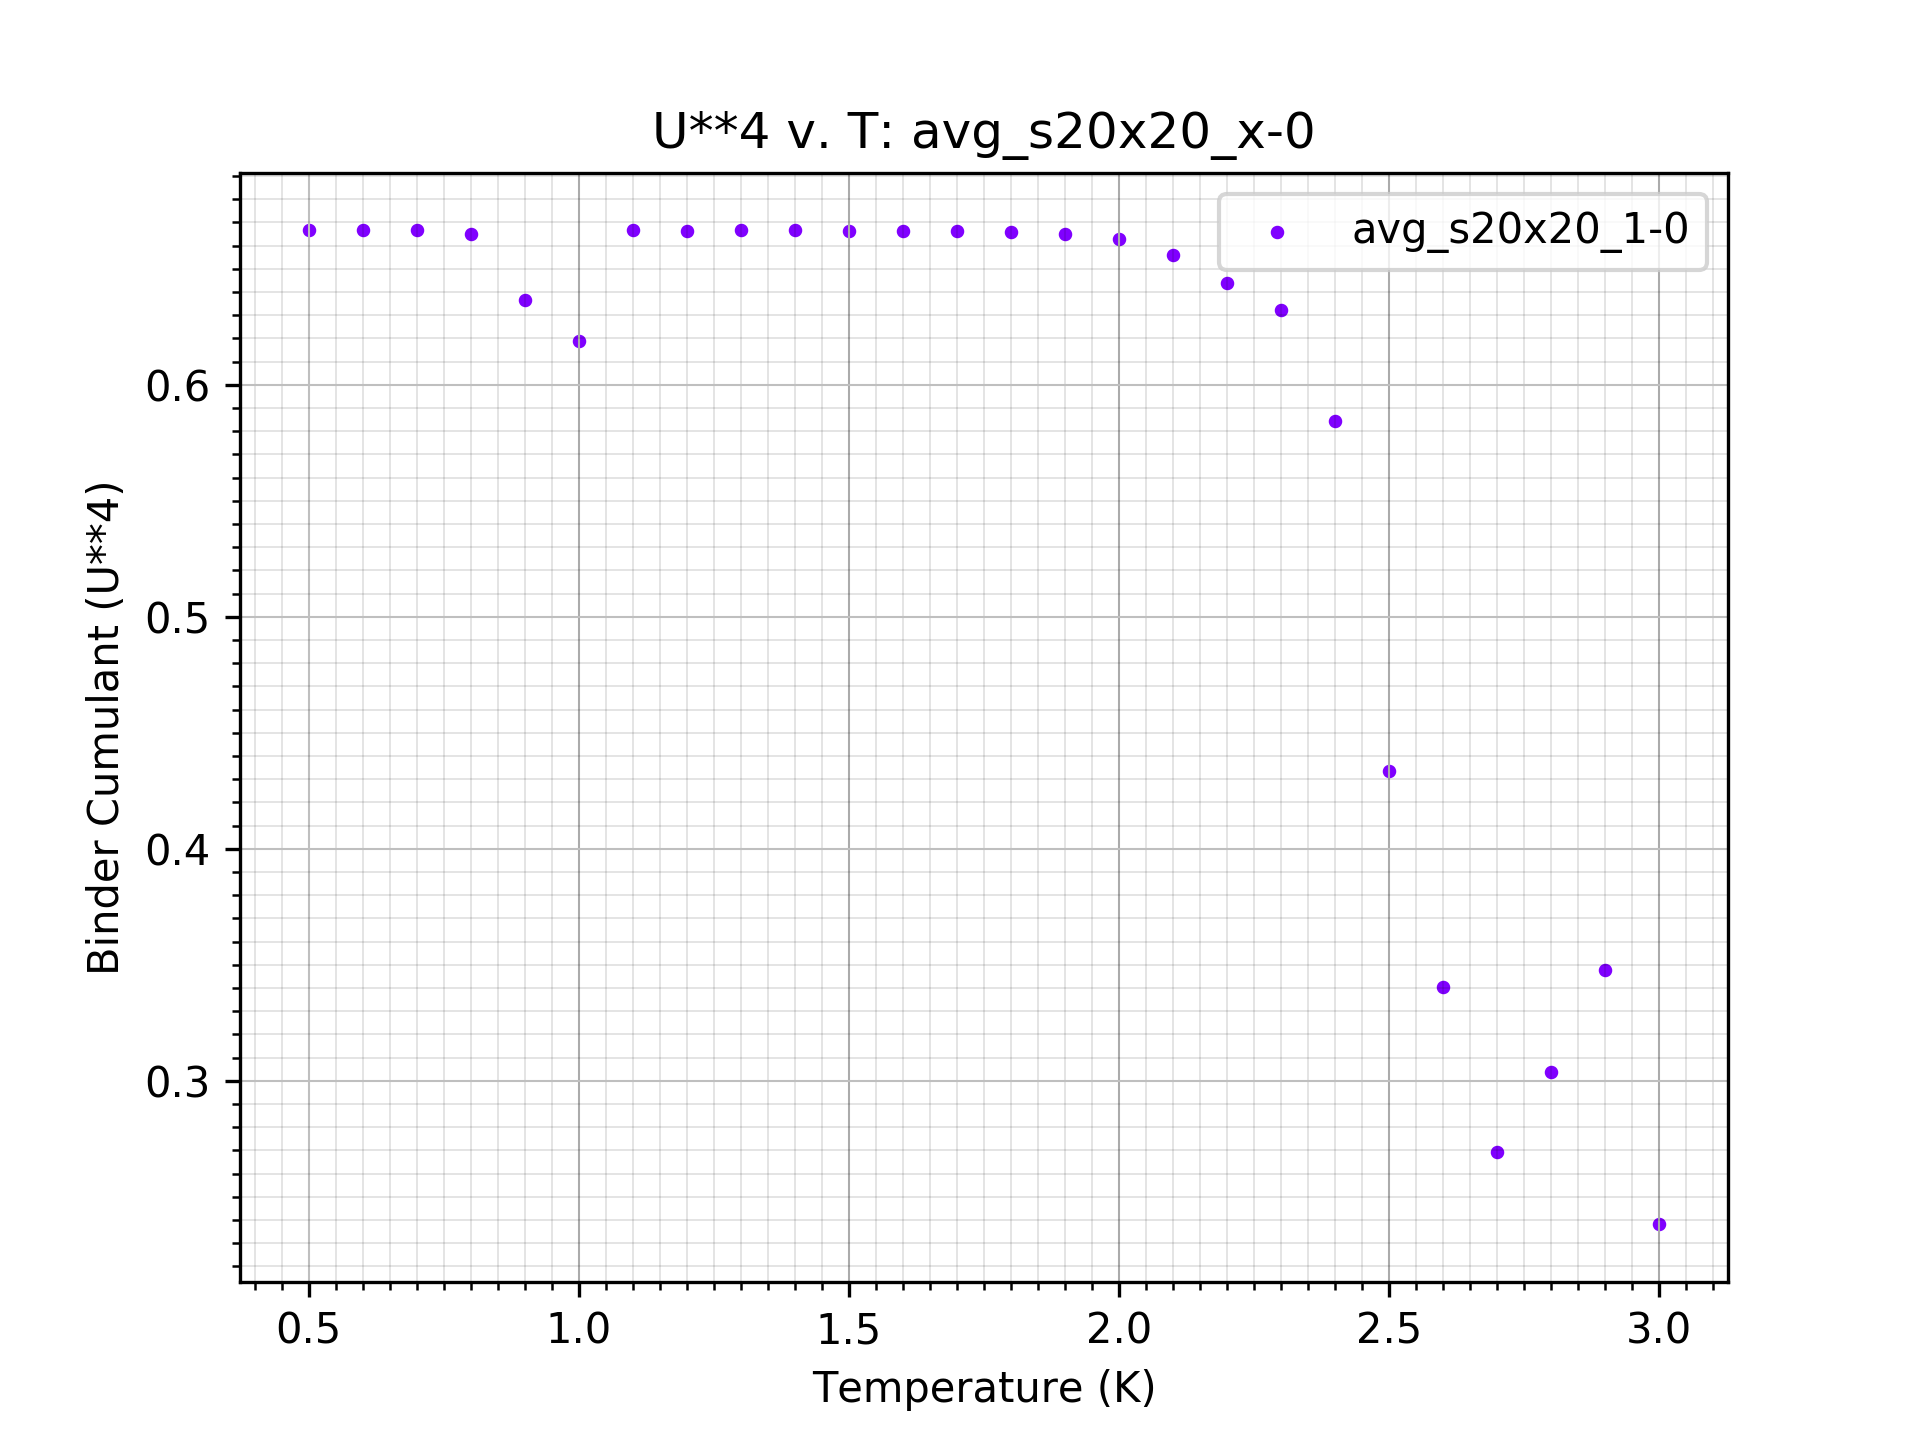 U**4 v. T: avg_s20x20_x-0
avg_s20x20_1-0
Binder Cumulant (U**4)
0.6
0.5
0.4
0.3
0.5 1.0 1.5 2.0 2.5 3.0
Temperature (K)